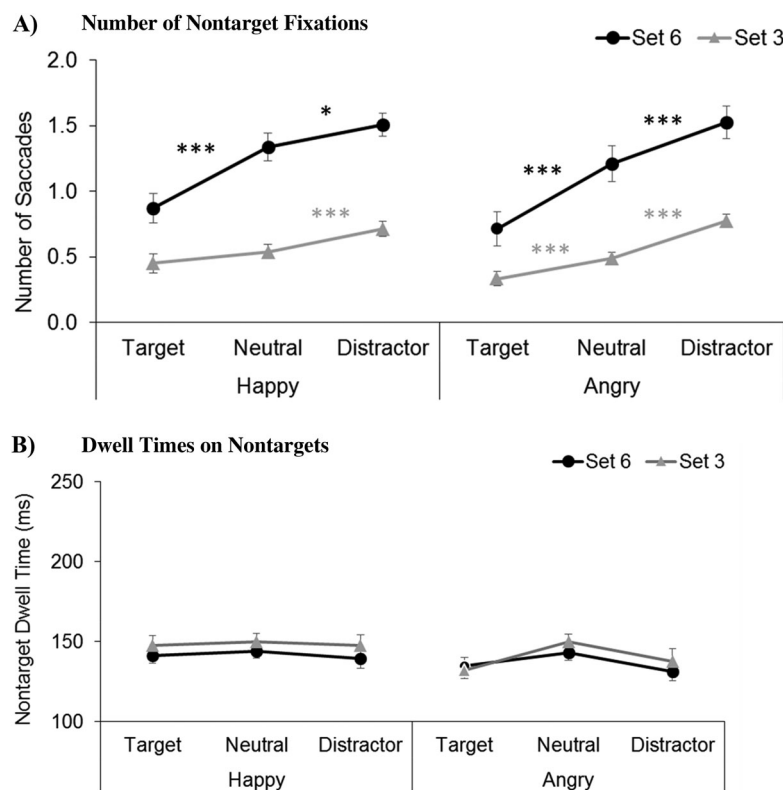 A) Number of Nontarget Fixations
Set 6 Set 3
2.0
1.5
1.0
0.5
0.0
Number of Saccades
*** * *** ***
*** *** ***
Target Neutral Distractor Target Neutral Distractor
Happy Angry
B) Dwell Times on Nontargets
Set 6 Set 3
250
200
150
100
Nontarget Dwell Time (ms)
Target Neutral Distractor Target Neutral Distractor
Happy Angry